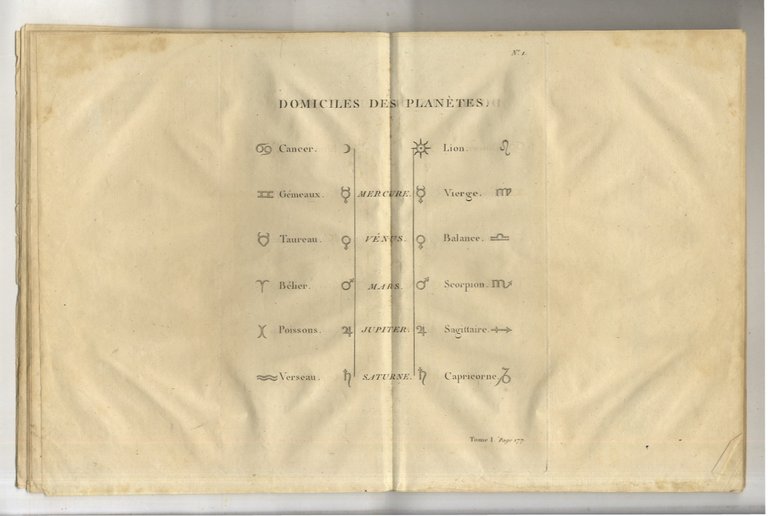 N.º 1.
DOMICILES DES PLANÈTES.
♋ Cancer. ☽ Lion. ♌
♊ Gémeaux. ☿ MERCURE. ☿ Vierge. ♍
♉ Taureau. ♀ VÉNUS. ♀ Balance. ♎
♈ Bélier. ♂ MARS. ♂ Scorpion. ♏
♓ Poissons. ♃ JUPITER. ♃ Sagittaire. ♐
♒ Verseau. ♄ SATURNE. ♄ Capricorne. ♑
Tome I. Page 177